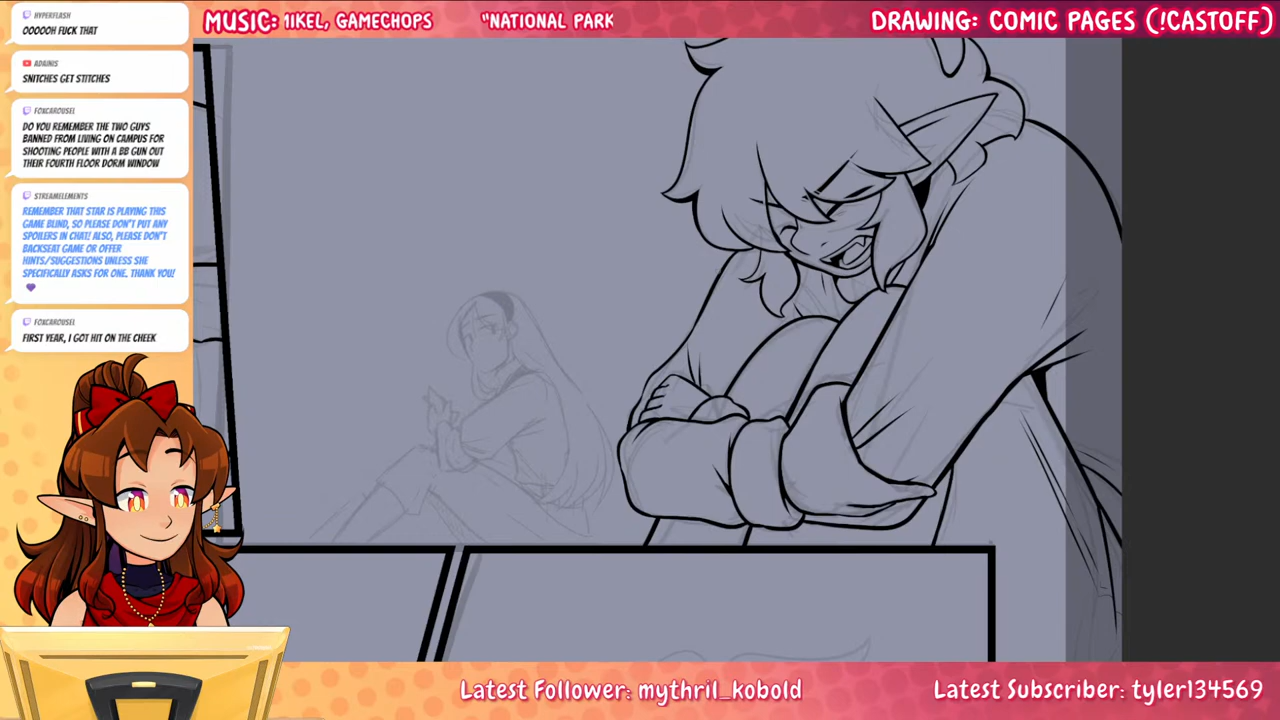 MUSIC: MIKEL, GAMECHOPS "NATIONAL PARK
DRAWING: COMIC PAGES (!CASTOFF)
HYPERFLASH
OOOOOH FUCK THAT
ADAINIS
SNITCHES GET STITCHES
FOXCAROUSEL
DO YOU REMEMBER THE TWO GUYS
BANNED FROM LIVING ON CAMPUS FOR
SHOOTING PEOPLE WITH A BB GUN OUT
THEIR FOURTH FLOOR DORM WINDOW
STREAMELEMENTS
REMEMBER THAT STAR IS PLAYING THIS
GAME BLIND, SO PLEASE DON'T PUT ANY
SPOILERS IN CHAT! ALSO, PLEASE DON'T
BACKSEAT GAME OR OFFER
HINTS/SUGGESTIONS UNLESS SHE
SPECIFICALLY ASKS FOR ONE. THANK YOU!
FOXCAROUSEL
FIRST YEAR, I GOT HIT ON THE CHEEK
Latest Follower: mythril_kobold
Latest Subscriber: tyler134569